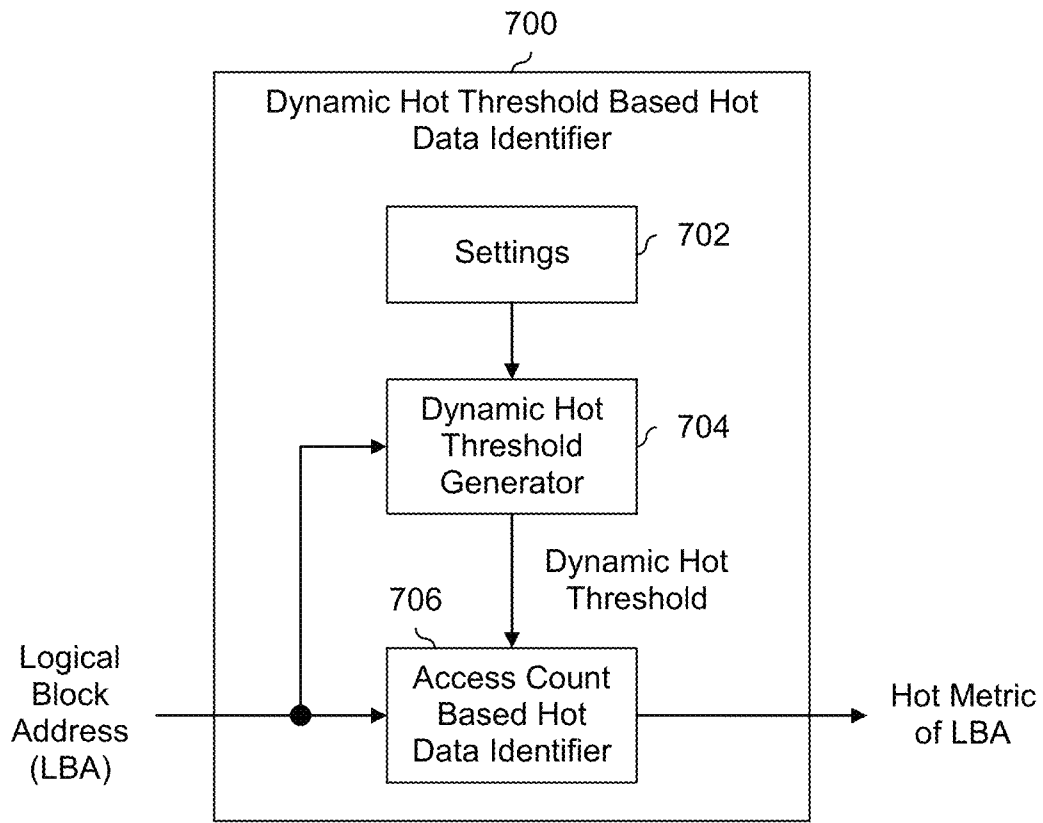 700
Dynamic Hot Threshold Based Hot
Data Identifier
Settings
702
Dynamic Hot
Threshold
Generator
704
Dynamic Hot
Threshold
706
Access Count
Based Hot
Data Identifier
Logical
Block
Address
(LBA)
Hot Metric
of LBA